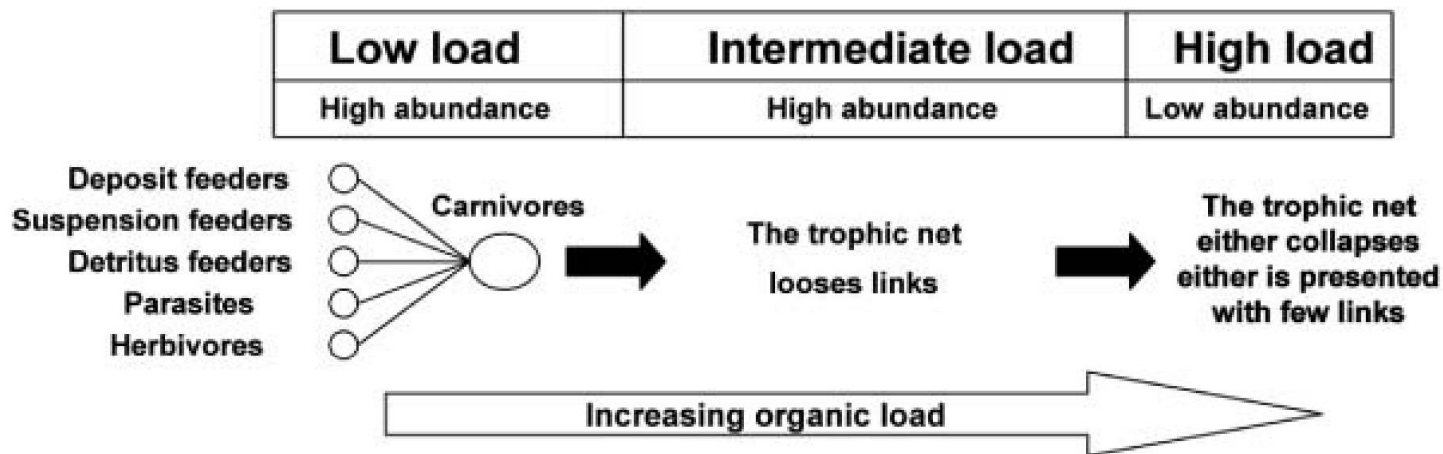 Low load Intermediate load High load
High abundance High abundance Low abundance
Deposit feeders
Suspension feeders
Detritus feeders
Parasites
Herbivores
Carnivores
The trophic net
looses links
The trophic net
either collapses
either is presented
with few links
Increasing organic load